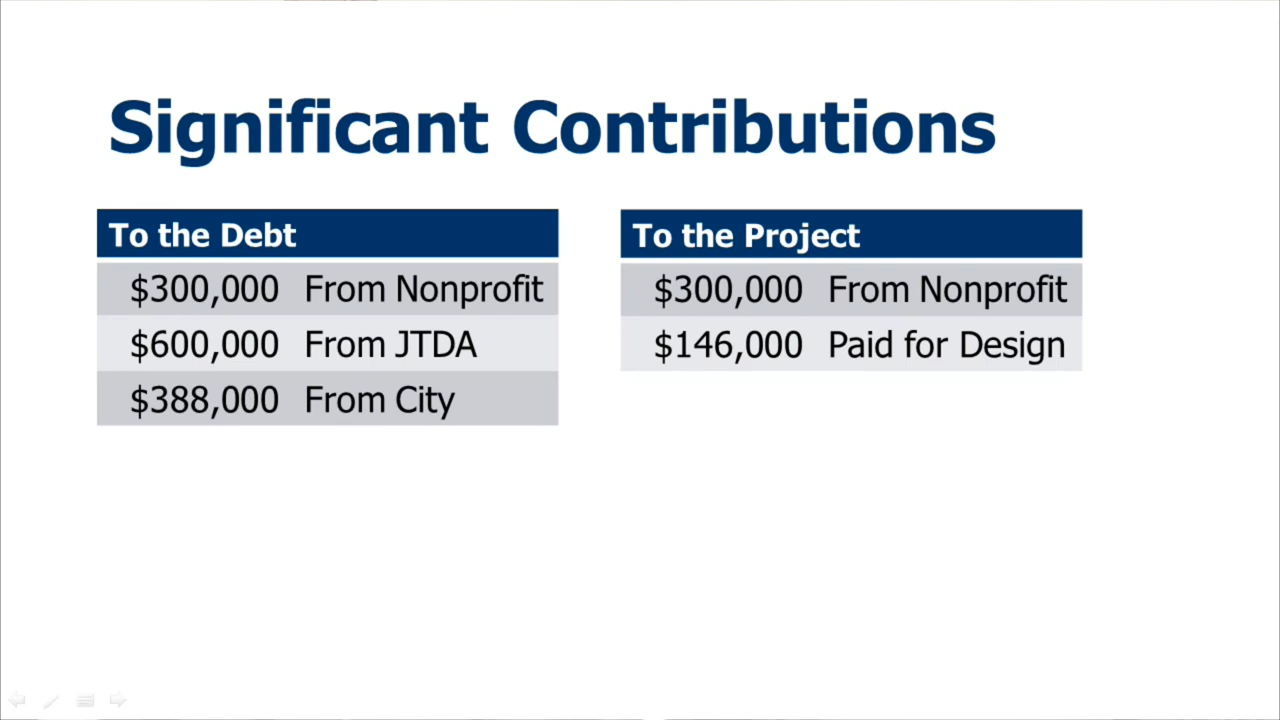 Significant Contributions
To the Debt
$300,000 From Nonprofit
$600,000 From JTDA
$388,000 From City
To the Project
$300,000 From Nonprofit
$146,000 Paid for Design